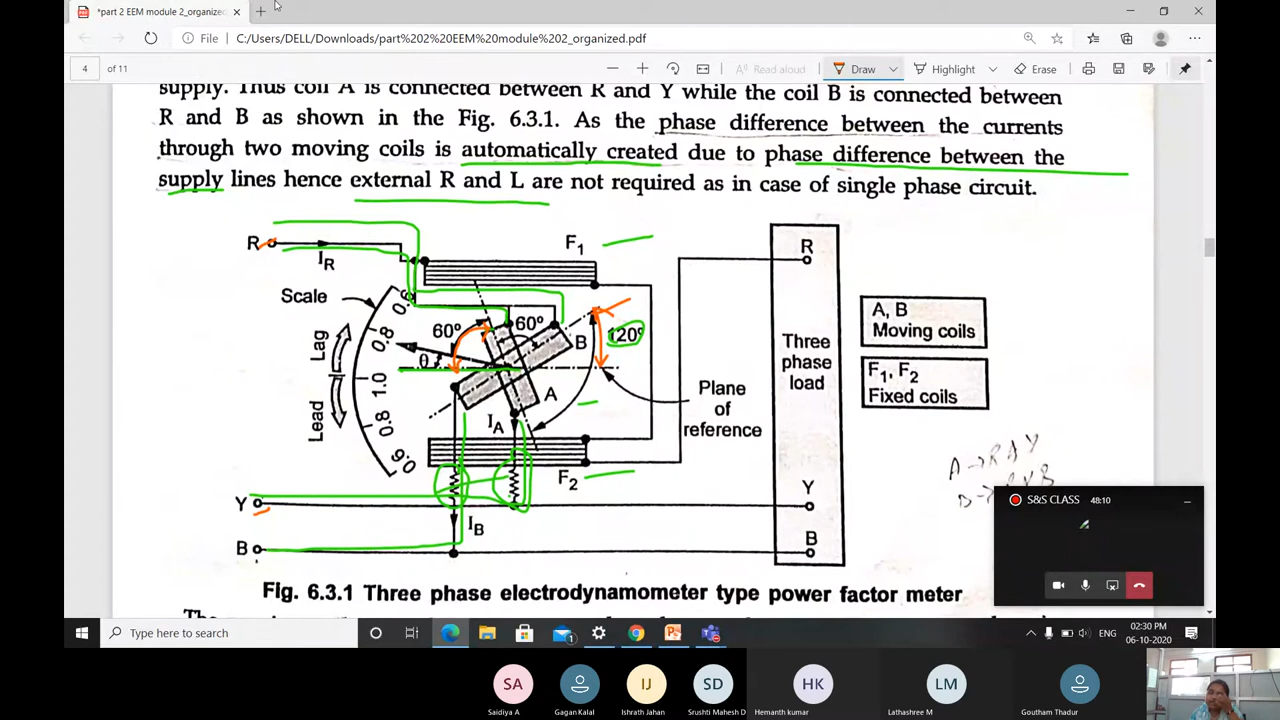 *part 2 EEM module 2_organized
File C:/Users/DELL/Downloads/part%202%20EEM%20module%202_organized.pdf
4 of 11 Read aloud Draw Highlight Erase
supply. Thus coil A is connected between R and Y while the coil B is connected between
R and B as shown in the Fig. 6.3.1. As the phase difference between the currents
through two moving coils is automatically created due to phase difference between the
supply lines hence external R and L are not required as in case of single phase circuit.
R
IR
F1
R
Scale
0.6
0.8
1.0
0.8
0.6
Lag
Lead
60º
60º
θ
B
120º
A
IA
F2
Plane
of
reference
Three
phase
load
A, B
Moving coils
F1, F2
Fixed coils
A→R&Y
Y
Y
IB
B
B
S&S CLASS 48:10
Fig. 6.3.1 Three phase electrodynamometer type power factor meter
Type here to search
ENG
02:30 PM
06-10-2020
SA
IJ
SD
HK
LM
Saidiya A
Gagan Kalal
Ishrath Jahan
Srushti Mahesh D
Hemanth kumar
Lathashree M
Goutham Thadur